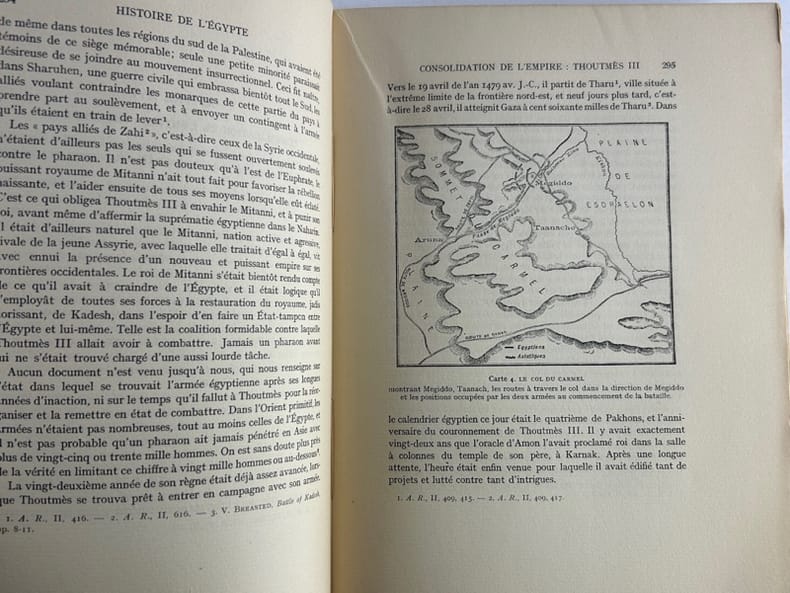 HISTOIRE DE L'ÉGYPTE
de même dans toutes les régions du sud de la Palestine, qui avaient été
témoins de ce siège mémorable; seule une petite minorité paraissait
désireuse de se joindre au mouvement insurrectionnel. Ceci fit naître,
dans Sharuhen, une guerre civile qui embrassa bientôt tout le Sud, les
alliés voulant contraindre les monarques de cette partie du pays à
prendre part au soulèvement, et à envoyer un contingent à l'armée
qu'ils étaient en train de lever¹.
Les « pays alliés de Zahi² », c'est-à-dire ceux de la Syrie occidentale,
n'étaient d'ailleurs pas les seuls qui se fussent ouvertement soulevés
contre le pharaon. Il n'est pas douteux qu'à l'est de l'Euphrate, le
puissant royaume de Mitanni n'ait tout fait pour favoriser la rébellion
naissante, et l'aider ensuite de tous ses moyens lorsqu'elle eût éclaté.
C'est ce qui obligea Thoutmès III à envahir le Mitanni, et à punir son
roi, avant même d'affermir la suprématie égyptienne dans le Naharin.
Il était d'ailleurs naturel que le Mitanni, nation active et agressive,
rivale de la jeune Assyrie, avec laquelle elle traitait d'égal à égal, vît
avec ennui la présence d'un nouveau et puissant empire sur ses
frontières occidentales. Le roi de Mitanni s'était bientôt rendu compte
de ce qu'il avait à craindre de l'Égypte, et il était logique qu'il
employât de toutes ses forces à la restauration du royaume, jadis
florissant, de Kadesh, dans l'espoir d'en faire un État-tampon entre
l'Égypte et lui-même. Telle est la coalition formidable contre laquelle
Thoutmès III allait avoir à combattre. Jamais un pharaon avant
lui ne s'était trouvé chargé d'une aussi lourde tâche.
Aucun document n'est venu jusqu'à nous, qui nous renseigne sur
l'état dans lequel se trouvait l'armée égyptienne après ses longues
années d'inaction, ni sur le temps qu'il fallut à Thoutmès pour la réor-
ganiser et la remettre en état de combattre. Dans l'Orient primitif, les
armées n'étaient pas nombreuses, tout au moins celles de l'Égypte, et
il n'est pas probable qu'un pharaon ait jamais pénétré en Asie avec
plus de vingt-cinq ou trente mille hommes. On est sans doute plus près
de la vérité en limitant ce chiffre à vingt mille hommes ou au-dessous³.
La vingt-deuxième année de son règne était déjà assez avancée, lors-
que Thoutmès se trouva prêt à entrer en campagne avec son armée.
1. A. R., II, 416. — 2. A. R., II, 616. — 3. V. BREASTED, Battle of Kadesh,
pp. 8-11.
CONSOLIDATION DE L'EMPIRE : THOUTMÈS III 295
Vers le 19 avril de l'an 1479 av. J.-C., il partit de Tharu¹, ville située à
l'extrême limite de la frontière nord-est, et neuf jours plus tard, c'est-
à-dire le 28 avril, il atteignit Gaza à cent soixante milles de Tharu². Dans
PLAINE
DE
ESDRAELON
SOMMET
Megiddo
Taanache
Aruna
CARMEL
PLAINE
Egyptiens
Asiatiques
Carte 4. LE COL DU CARMEL
montrant Megiddo, Taanach, les routes à travers le col dans la direction de Megiddo
et les positions occupées par les deux armées au commencement de la bataille.
le calendrier égyptien ce jour était le quatrième de Pakhons, et l'anni-
versaire du couronnement de Thoutmès III. Il y avait exactement
vingt-deux ans que l'oracle d'Amon l'avait proclamé roi dans la salle
à colonnes du temple de son père, à Karnak. Après une longue
attente, l'heure était enfin venue pour laquelle il avait édifié tant de
projets et lutté contre tant d'intrigues.
1. A. R., II, 409, 415. — 2. A. R., II, 409, 417.